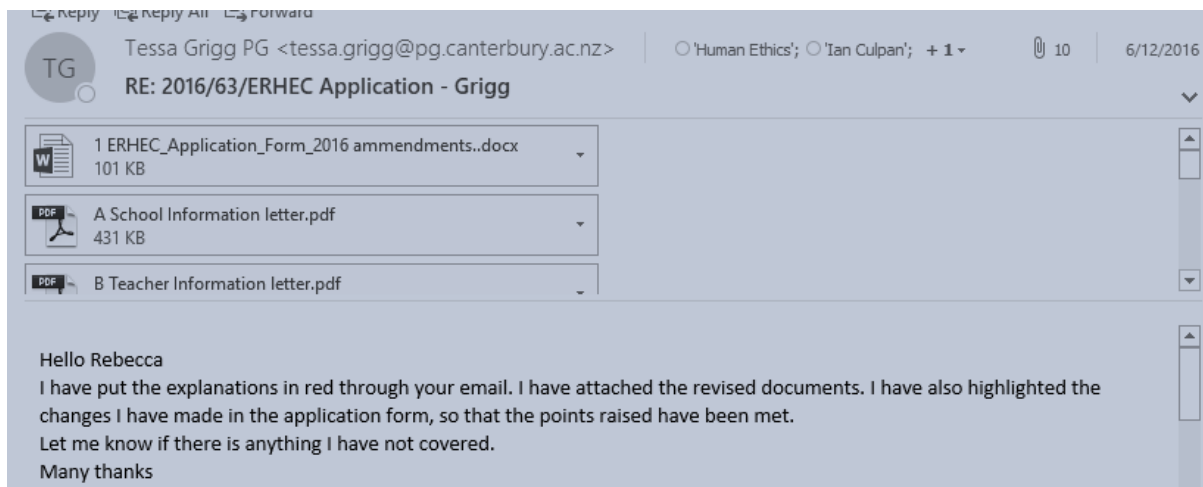 Reply Reply All Forward
TG
Tessa Grigg PG <tessa.grigg@pg.canterbury.ac.nz>
'Human Ethics'; 'Ian Culpan'; + 1
10
6/12/2016
RE: 2016/63/ERHEC Application - Grigg
1 ERHEC_Application_Form_2016 ammendments..docx
101 KB
PDF
A School Information letter.pdf
431 KB
PDF
B Teacher Information letter.pdf
Hello Rebecca
I have put the explanations in red through your email. I have attached the revised documents. I have also highlighted the
changes I have made in the application form, so that the points raised have been met.
Let me know if there is anything I have not covered.
Many thanks